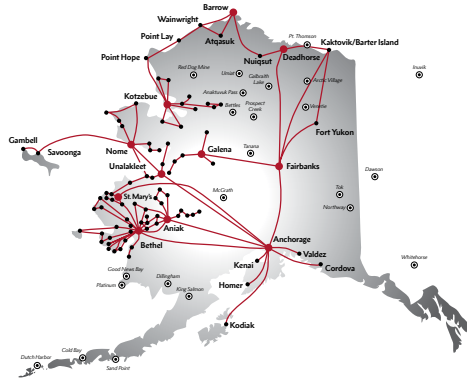 Barrow
Wainwright
Point Lay
Atqasuk
Pt. Thomson
Kaktovik/Barter Island
Point Hope
Nuiqsut
Deadhorse
Red Dog Mine
Umiat
Galbraith
Lake
Arctic Village
Inuvik
Anaktuvuk Pass
Kotzebue
Bettles
Prospect
Creek
Venetie
Fort Yukon
Gambell
Savoonga
Nome
Galena
Tanana
Unalakleet
Fairbanks
Dawson
St Mary's
McGrath
Tok
Northway
Aniak
Bethel
Anchorage
Valdez
Kenai
Cordova
Whitehorse
Good News Bay
Platinum
Dillingham
King Salmon
Homer
Kodiak
Cold Bay
Dutch Harbor
Sand Point